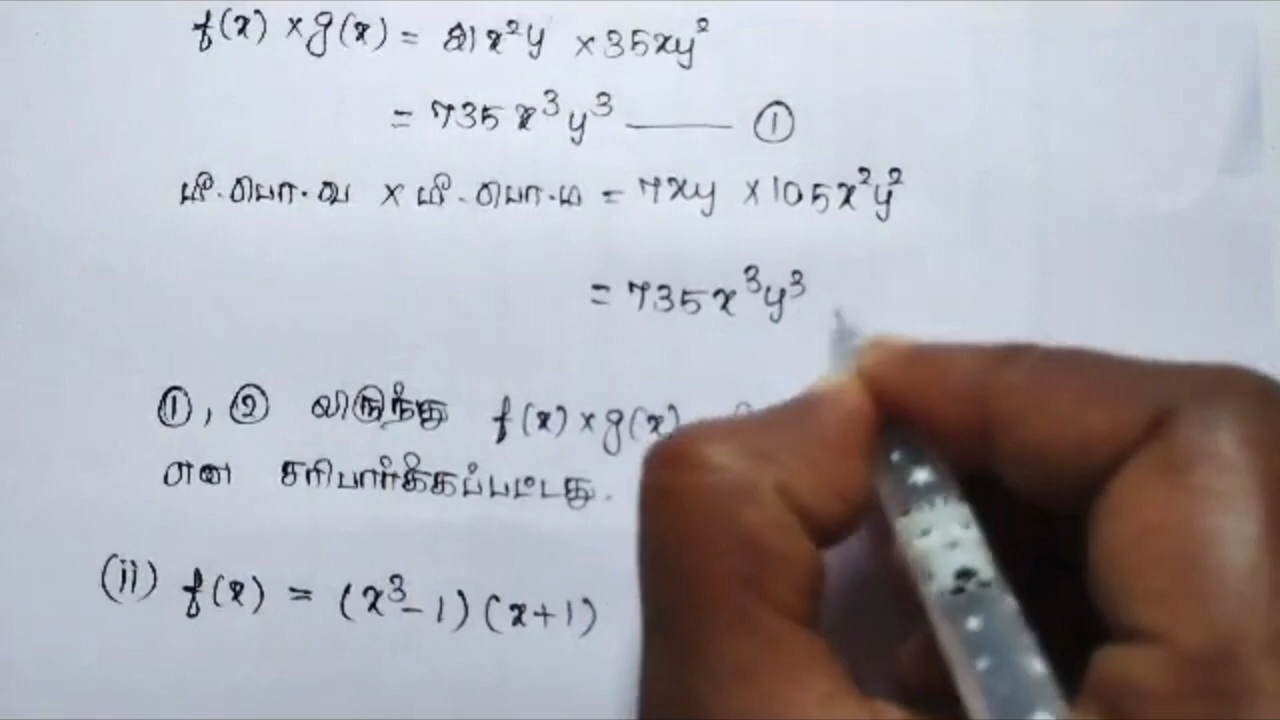 f(x) × g(x) = 21x²y × 35xy²
= 735x³y³ —— ①
மீ.பொ.வ × மீ.பொ.ம = 7xy × 105x²y²
= 735x³y³
①, ② லிருந்து f(x) × g(x)
என சரிபார்க்கப்பட்டது.
(ii) f(x) = (x³-1)(x+1)